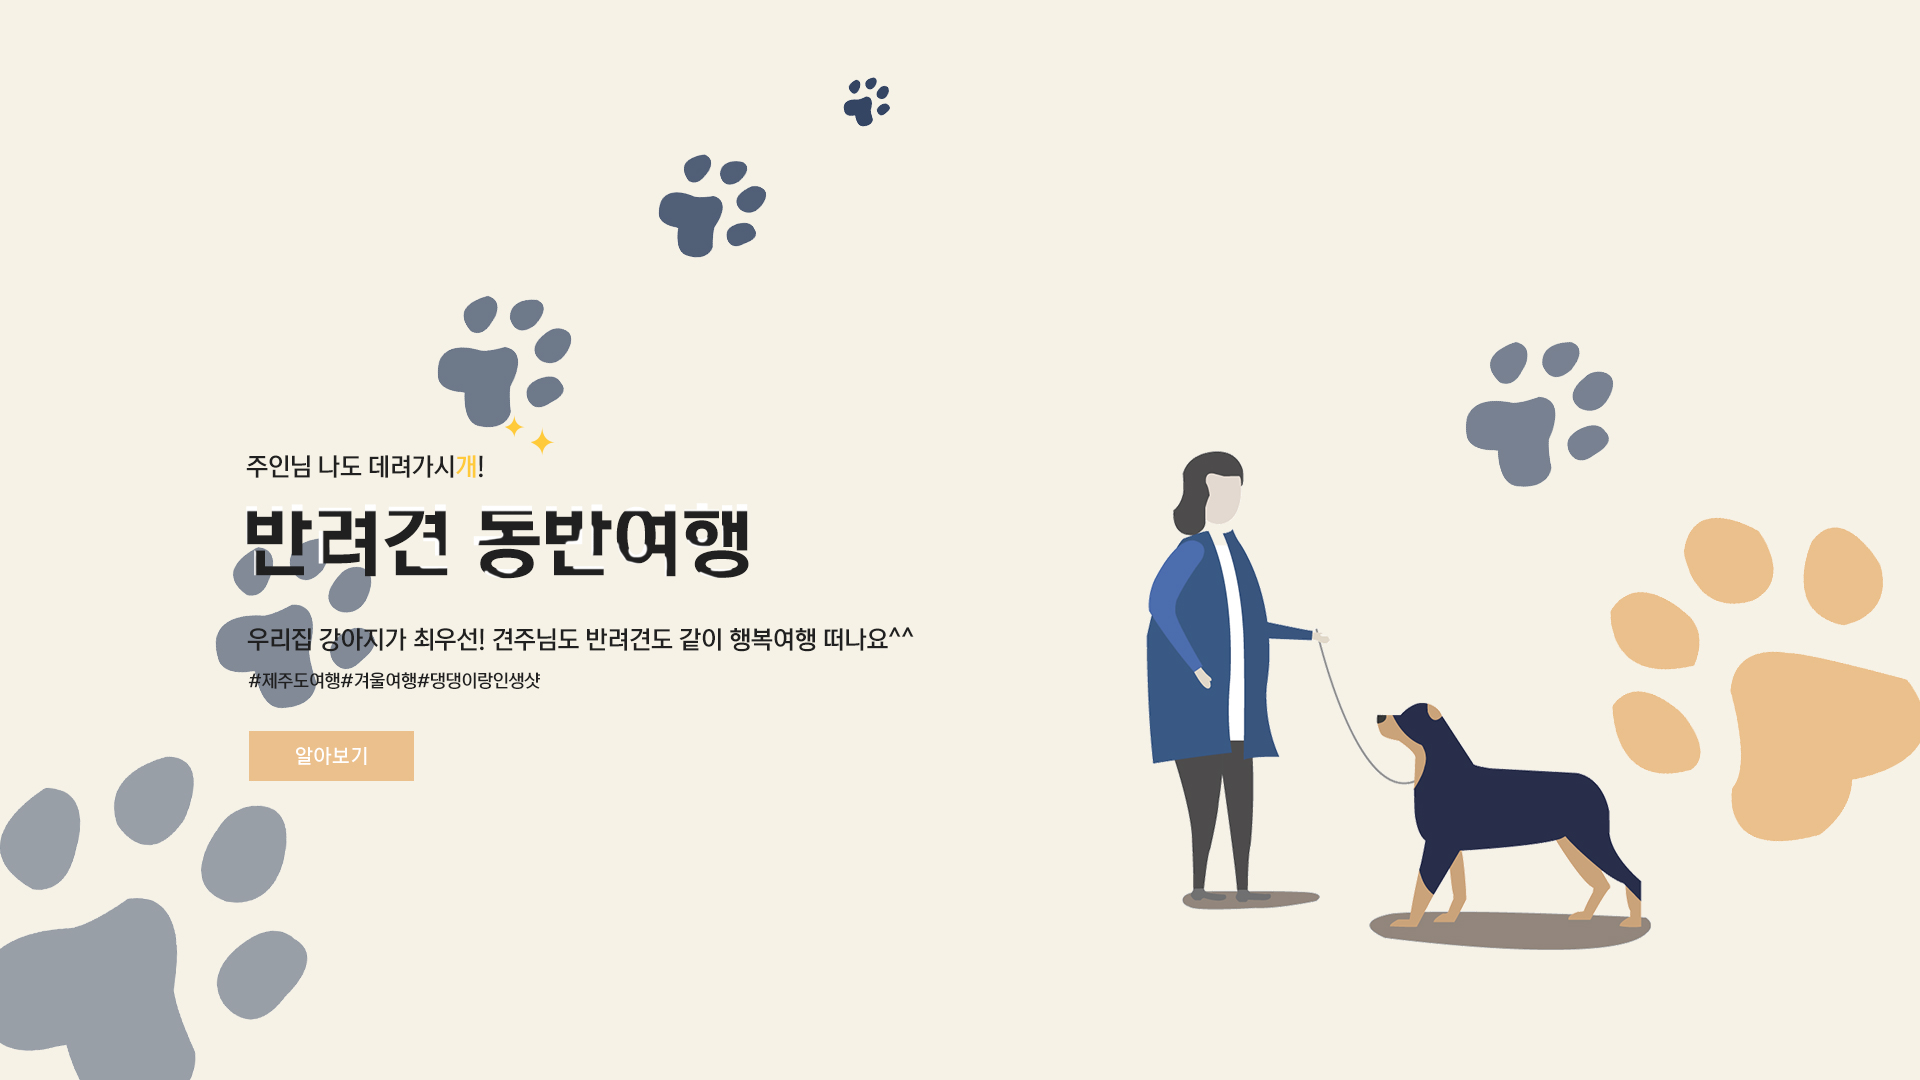 주인님 나도 데려가시개!
반려견 동반여행
우리집 강아지가 최우선! 견주님도 반려견도 같이 행복여행 떠나요^^
#제주도여행#겨울여행#댕댕이랑인생샷
알아보기